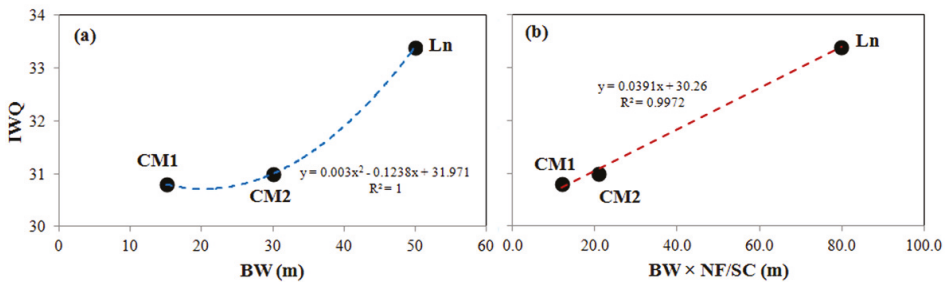 34
33
32
31
30
IWQ
(a)
Ln
CM1
CM2
y = 0.003x² - 0.1238x + 31.971
R² = 1
0 10 20 30 40 50 60
BW (m)
(b)
Ln
y = 0.0391x + 30.26
R² = 0.9972
CM1
CM2
0.0 20.0 40.0 60.0 80.0 100.0
BW × NF/SC (m)